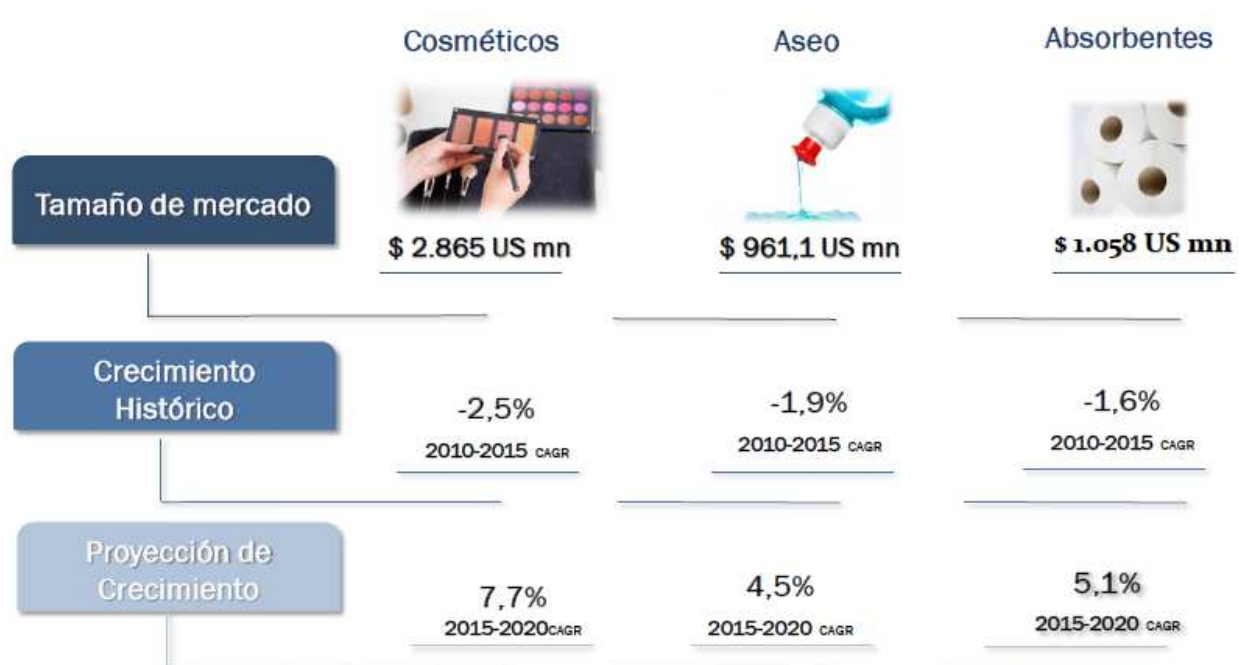 Cosméticos
Aseo
Absorbentes
Tamaño de mercado
$ 2.865 US mn
$ 961,1 US mn
$ 1.058 US mn
Crecimiento
Histórico
-2,5%
2010-2015 CAGR
-1,9%
2010-2015 CAGR
-1,6%
2010-2015 CAGR
Proyección de
Crecimiento
7,7%
2015-2020CAGR
4,5%
2015-2020 CAGR
5,1%
2015-2020 CAGR